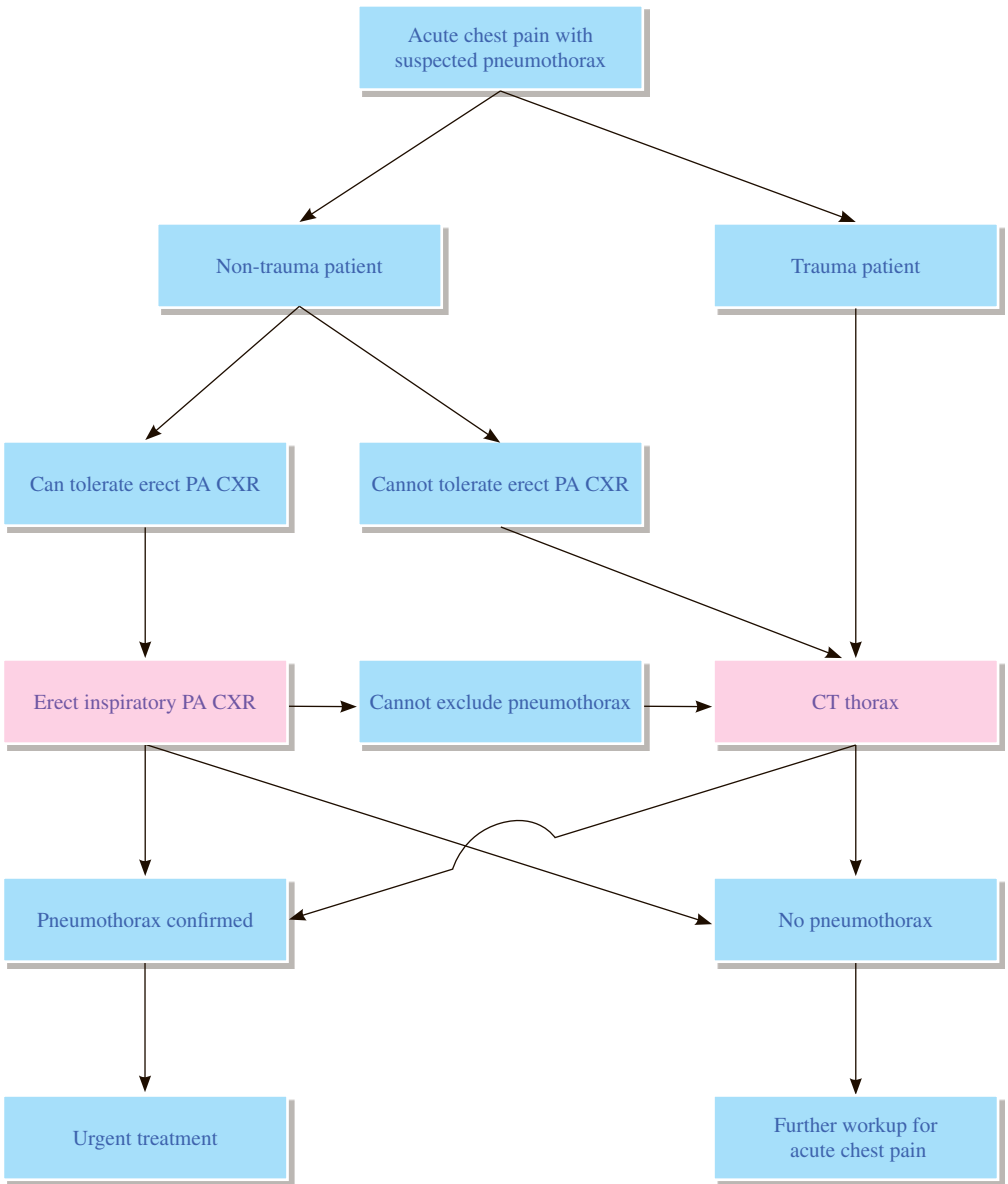 Acute chest pain with
suspected pneumothorax
Non-trauma patient
Trauma patient
Can tolerate erect PA CXR
Cannot tolerate erect PA CXR
Erect inspiratory PA CXR
Cannot exclude pneumothorax
CT thorax
Pneumothorax confirmed
No pneumothorax
Urgent treatment
Further workup for
acute chest pain